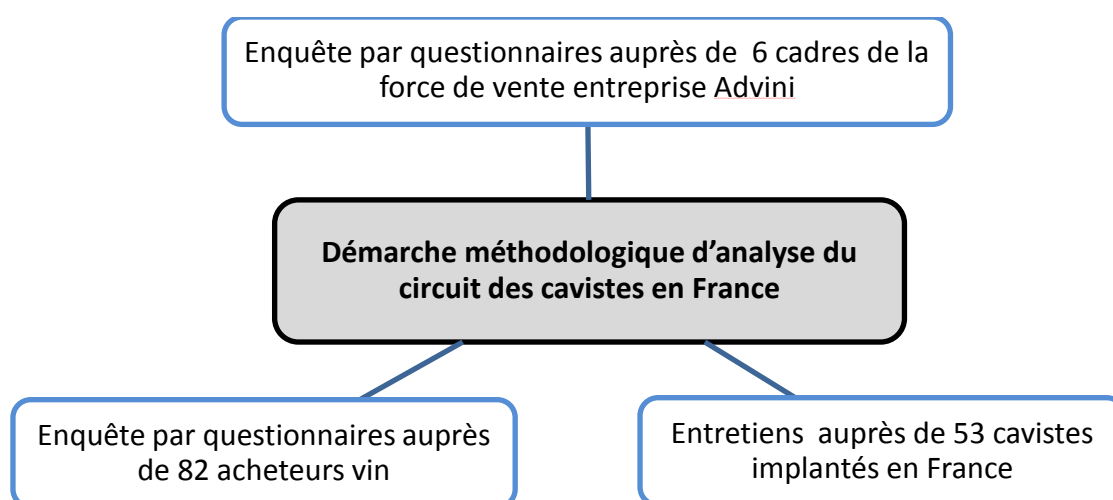 Enquête par questionnaires auprès de  6 cadres de la
force de vente entreprise Advini
Démarche méthodologique d’analyse du
circuit des cavistes en France
Enquête par questionnaires auprès
de 82 acheteurs vin
Entretiens  auprès de 53 cavistes
implantés en France